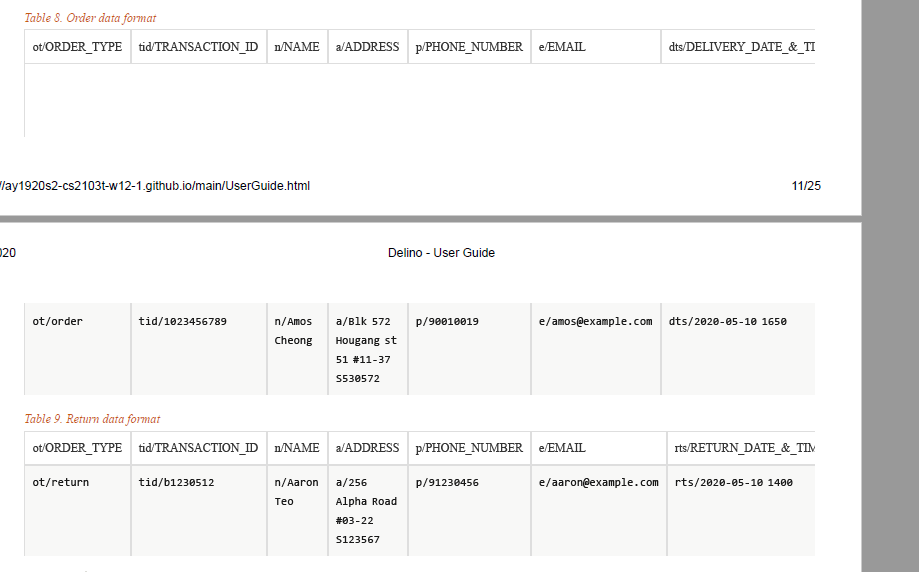 Table 8. Order data format
ot/ORDER_TYPE tid/TRANSACTION_ID n/NAME a/ADDRESS p/PHONE_NUMBER e/EMAIL dts/DELIVERY_DATE_&_TI
//ay1920s2-cs2103t-w12-1.github.io/main/UserGuide.html 11/25
020 Delino - User Guide
ot/order tid/1023456789 n/Amos a/Blk 572 p/90010019 e/amos@example.com dts/2020-05-10 1650
Cheong Hougang st
51 #11-37
S530572
Table 9. Return data format
ot/ORDER_TYPE tid/TRANSACTION_ID n/NAME a/ADDRESS p/PHONE_NUMBER e/EMAIL rts/RETURN_DATE_&_TIM
ot/return tid/b1230512 n/Aaron a/256 p/91230456 e/aaron@example.com rts/2020-05-10 1400
Teo Alpha Road
#03-22
S123567